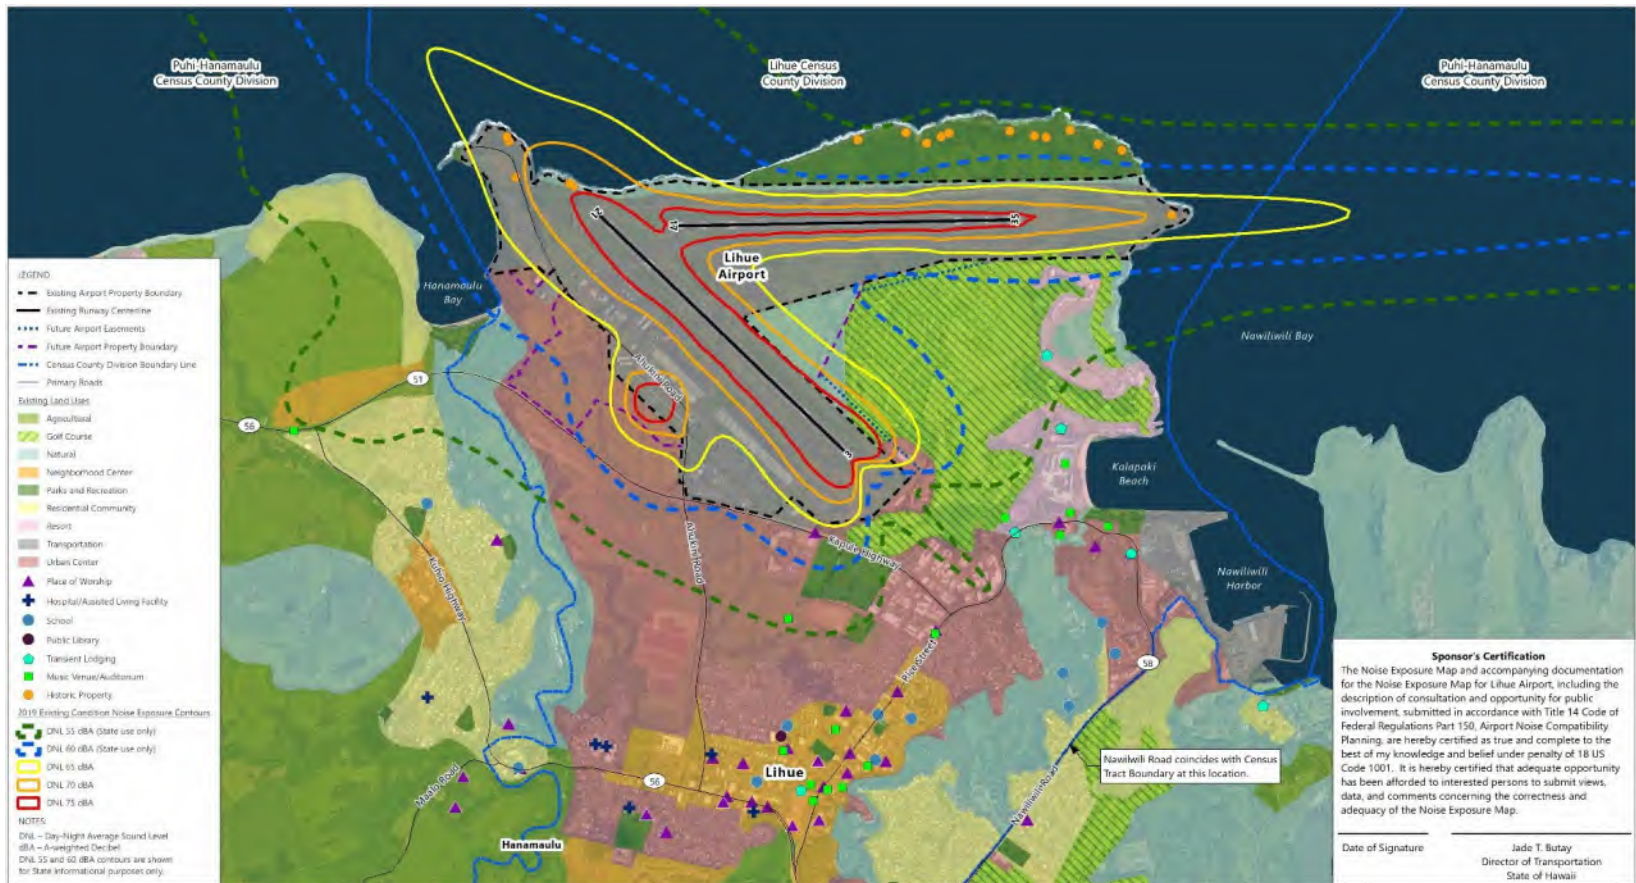 Puhi-Hanamaulu
Census County Division
Lihue Census
County Division
Puhi-Hanamaulu
Census County Division
12
17
35
Lihue
Airport
3
Hanamaulu
Bay
Nawiliwili Bay
Ahukini Road
51
56
Kalapaki
Beach
Kuhio Highway
Ahukini Road
Kapule Highway
Nawiliwili
Harbor
Rice Street
58
Nawiliwili Road
56
Lihue
Maalo Road
Hanamaulu
Nawilwili Road coincides with Census
Tract Boundary at this location.
LEGEND
Existing Airport Property Boundary
Existing Runway Centerline
Future Airport Easements
Future Airport Property Boundary
Census County Division Boundary Line
Primary Roads
Existing Land Uses
Agricultural
Golf Course
Natural
Neighborhood Center
Parks and Recreation
Residential Community
Resort
Transportation
Urban Center
Place of Worship
Hospital/Assisted Living Facility
School
Public Library
Transient Lodging
Music Venue/Auditorium
Historic Property
2019 Existing Condition Noise Exposure Contours
DNL 55 dBA (State use only)
DNL 60 dBA (State use only)
DNL 65 dBA
DNL 70 dBA
DNL 75 dBA
NOTES:
DNL – Day-Night Average Sound Level
dBA – A-weighted Decibel
DNL 55 and 60 dBA contours are shown
for State informational purposes only.
Sponsor's Certification
The Noise Exposure Map and accompanying documentation
for the Noise Exposure Map for Lihue Airport, including the
description of consultation and opportunity for public
involvement, submitted in accordance with Title 14 Code of
Federal Regulations Part 150, Airport Noise Compatibility
Planning, are hereby certified as true and complete to the
best of my knowledge and belief under penalty of 18 US
Code 1001. It is hereby certified that adequate opportunity
has been afforded to interested persons to submit views,
data, and comments concerning the correctness and
adequacy of the Noise Exposure Map.
Date of Signature
Jade T. Butay
Director of Transportation
State of Hawaii